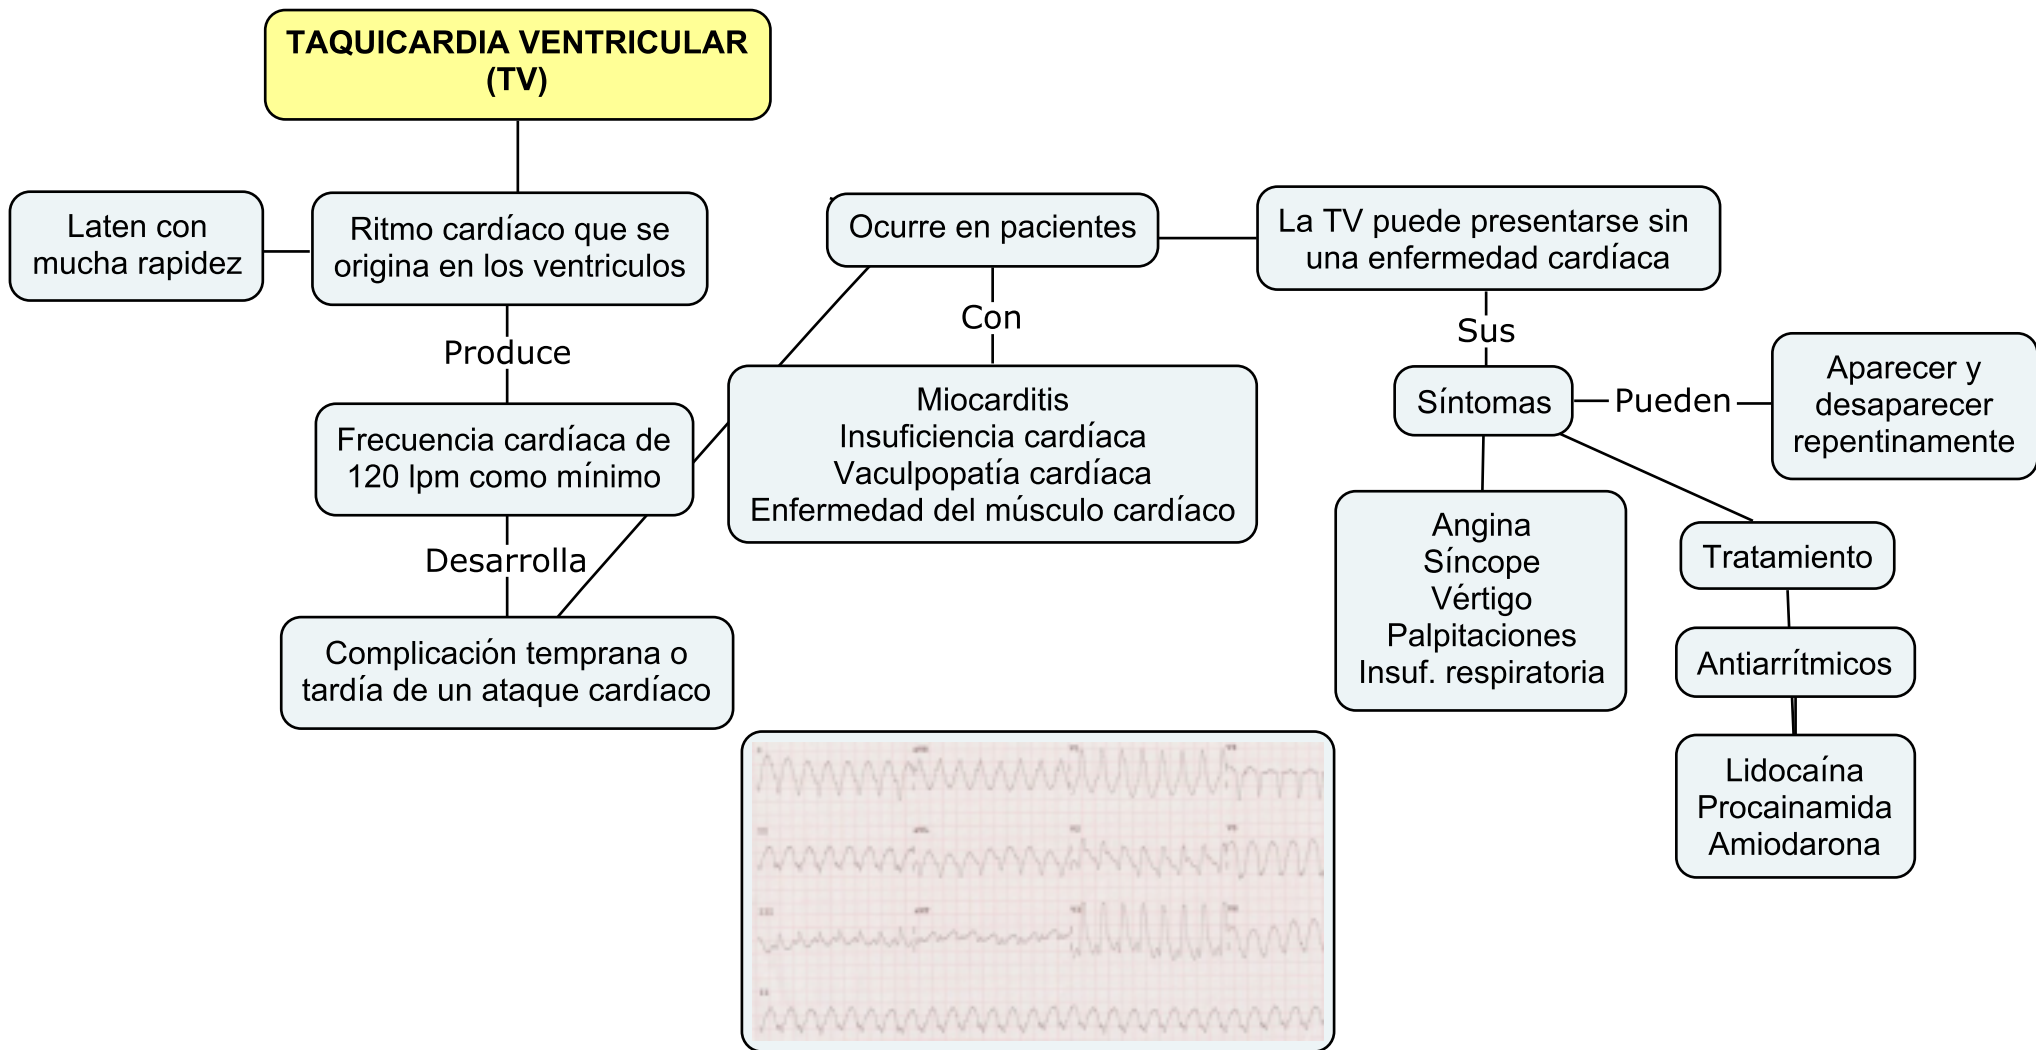 TAQUICARDIA VENTRICULAR
(TV)
Laten con
mucha rapidez
Ritmo cardíaco que se
origina en los ventriculos
Produce
Frecuencia cardíaca de
120 lpm como mínimo
Desarrolla
Complicación temprana o
tardía de un ataque cardíaco
Ocurre en pacientes
Con
Miocarditis
Insuficiencia cardíaca
Vaculpopatía cardíaca
Enfermedad del músculo cardíaco
La TV puede presentarse sin
una enfermedad cardíaca
Sus
Síntomas
Pueden
Aparecer y
desaparecer
repentinamente
Angina
Síncope
Vértigo
Palpitaciones
Insuf. respiratoria
Tratamiento
Antiarrítmicos
Lidocaína
Procainamida
Amiodarona